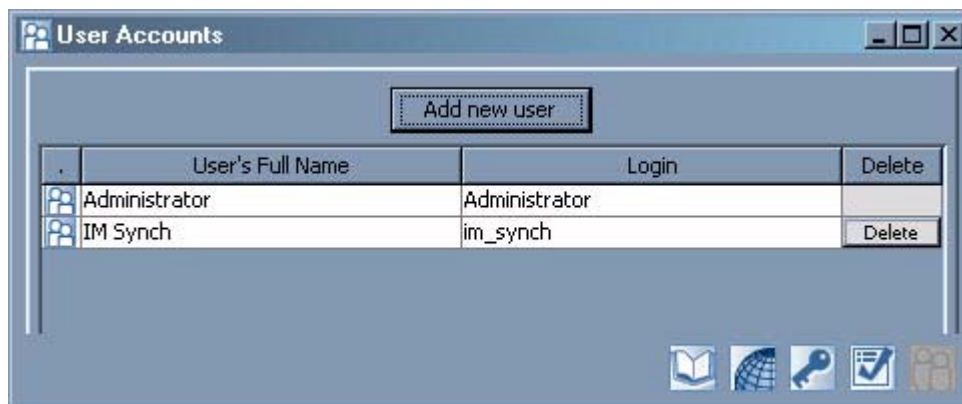 User Accounts
Add new user
. User's Full Name Login Delete
Administrator Administrator
IM Synch im_synch Delete